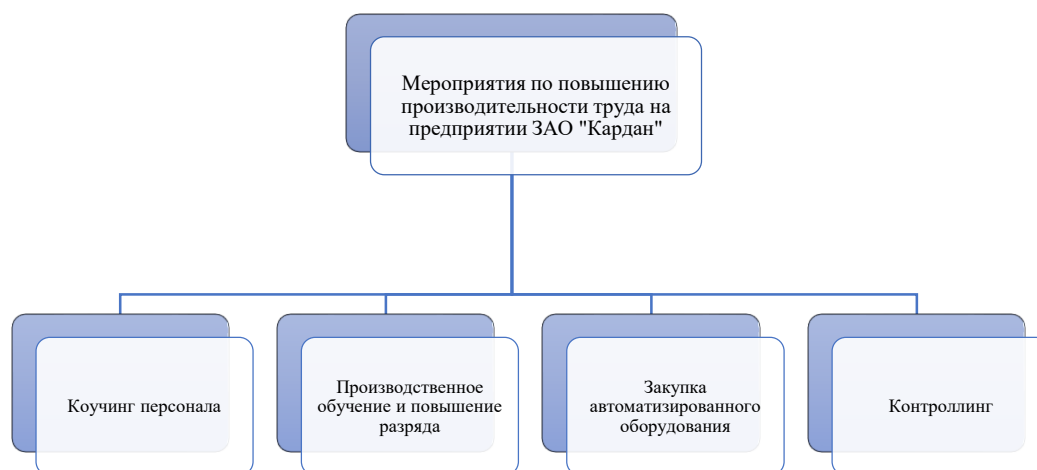 Мероприятия по повышению
производительности труда на
предприятии ЗАО "Кардан"
Коучинг персонала
Производственное
обучение и повышение
разряда
Закупка
автоматизированного
оборудования
Контроллинг